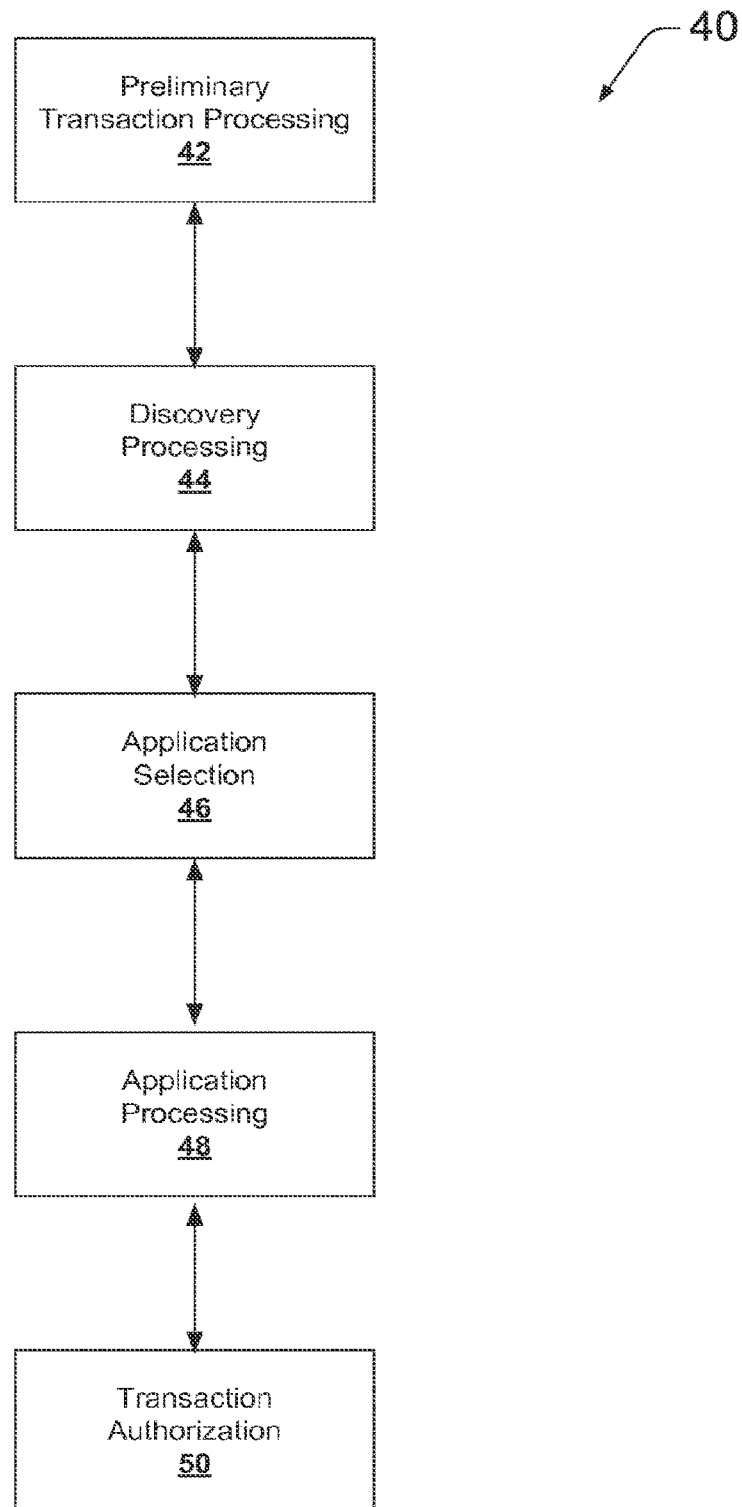 40
Preliminary
Transaction Processing
42
Discovery
Processing
44
Application
Selection
46
Application
Processing
48
Transaction
Authorization
50